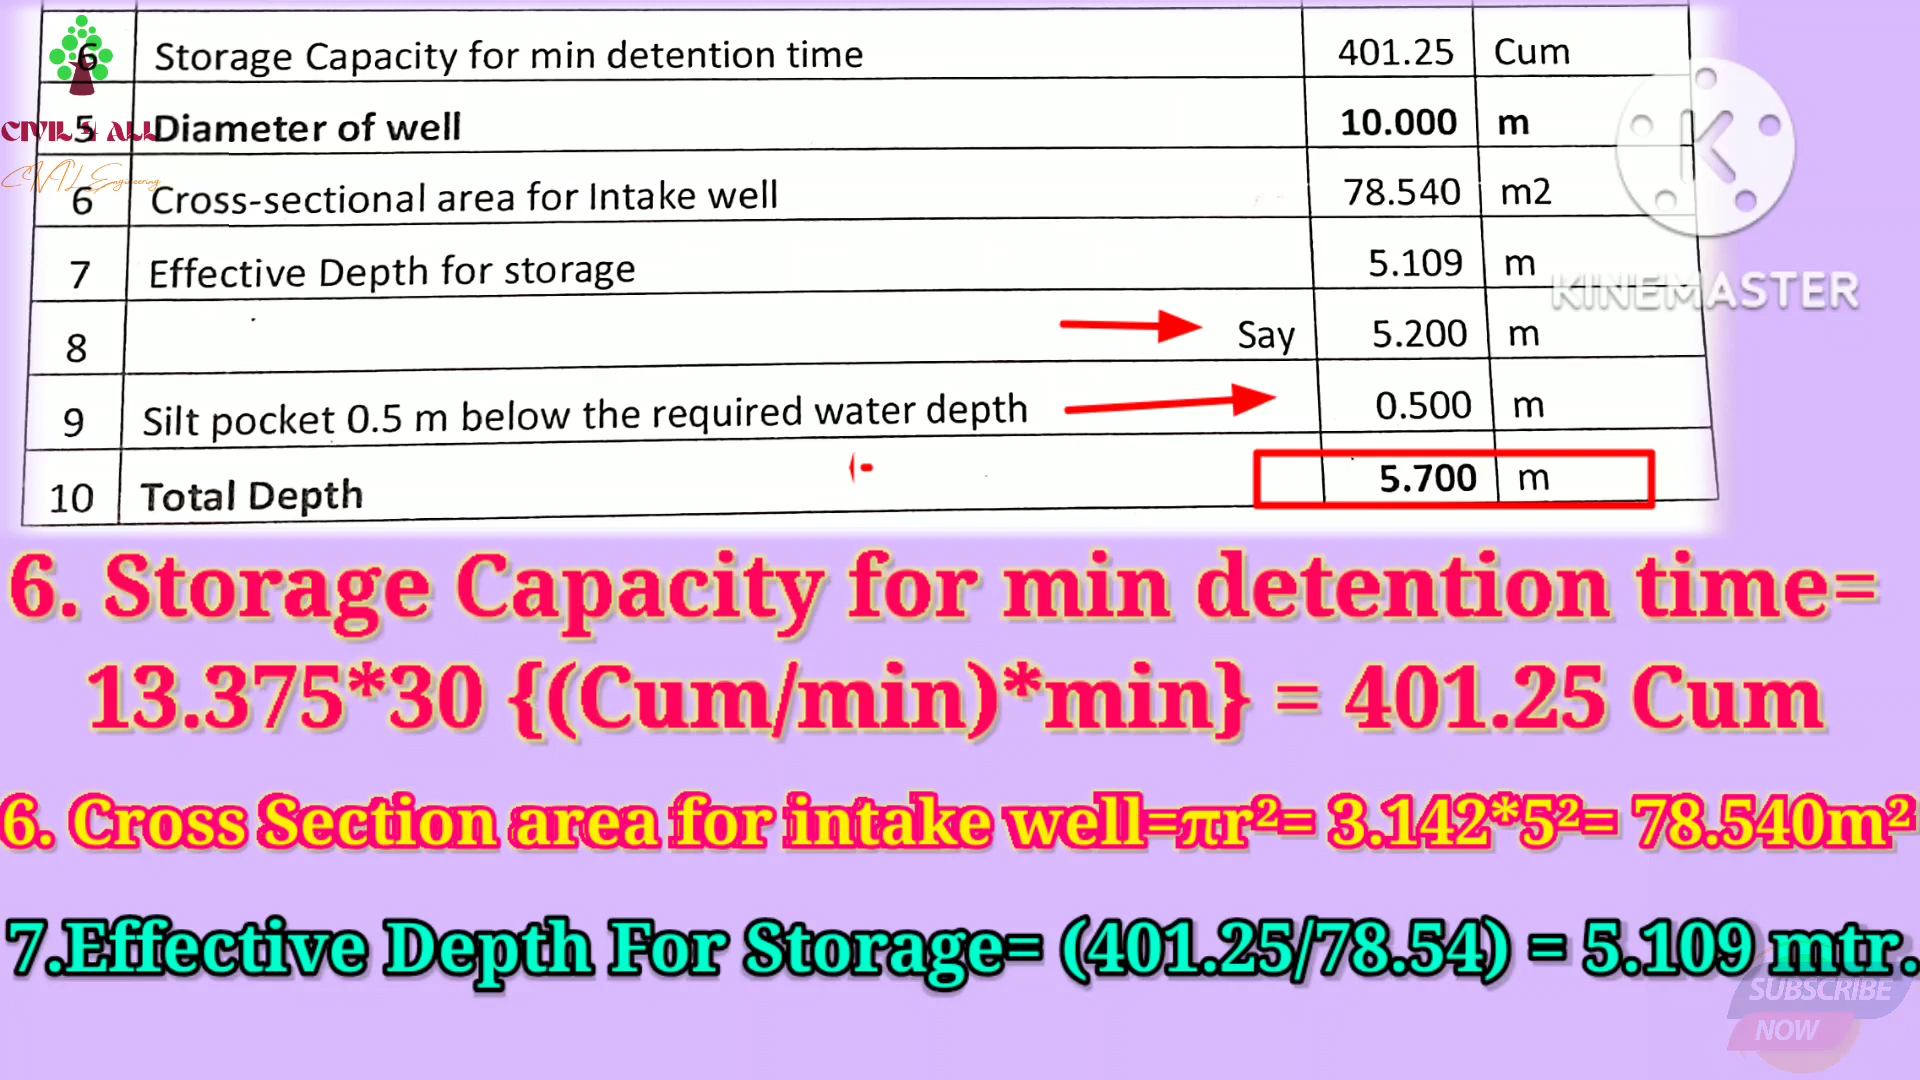 6 Storage Capacity for min detention time 401.25 Cum
5 Diameter of well 10.000 m
6 Cross-sectional area for Intake well 78.540 m2
7 Effective Depth for storage 5.109 m
8 Say 5.200 m
9 Silt pocket 0.5 m below the required water depth 0.500 m
10 Total Depth 5.700 m
CIVIL 4 ALL
CIVIL Engineering
KINEMASTER
6. Storage Capacity for min detention time=
13.375*30 {(Cum/min)*min} = 401.25 Cum
6. Cross Section area for intake well=πr²= 3.142*5²= 78.540m²
7.Effective Depth For Storage= (401.25/78.54) = 5.109 mtr.
SUBSCRIBE
NOW